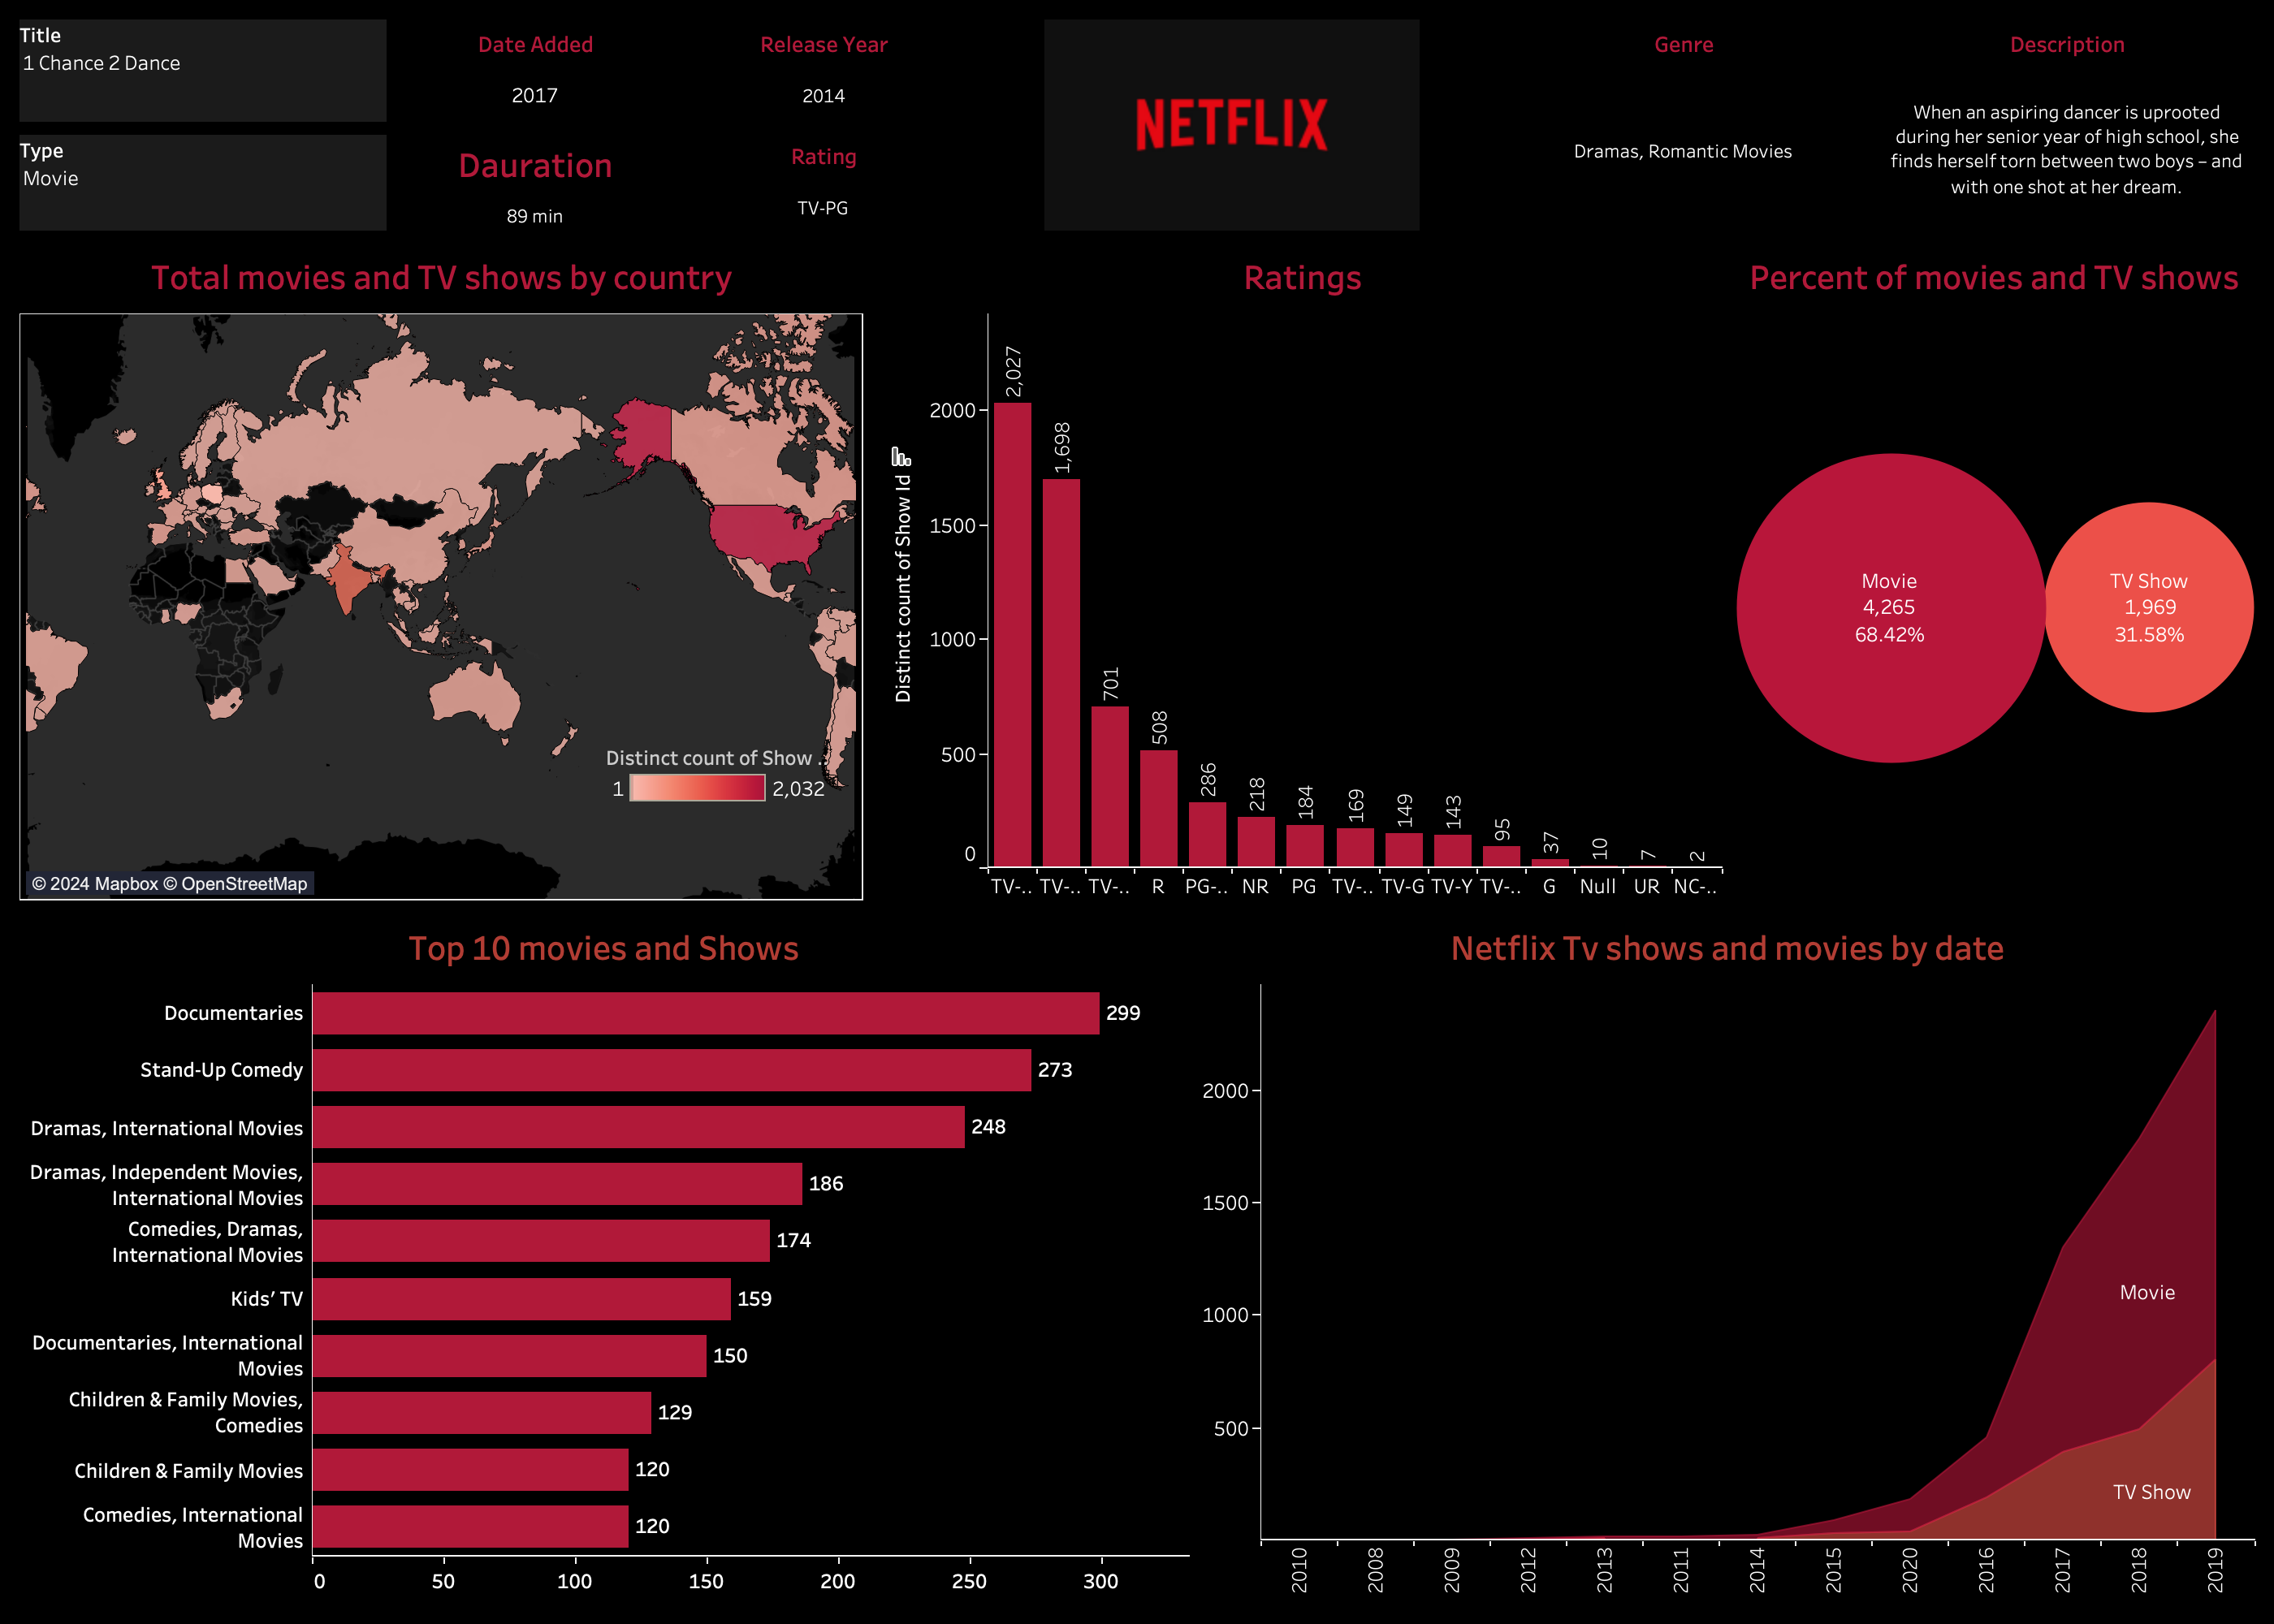 Title
1 Chance 2 Dance
Type
Movie
Date Added
2017
Release Year
2014
Dauration
89 min
Rating
TV-PG
NETFLIX
Genre
Dramas, Romantic Movies
Description
When an aspiring dancer is uprooted
during her senior year of high school, she
finds herself torn between two boys – and
with one shot at her dream.
Total movies and TV shows by country
Distinct count of Show ..
1
2,032
© 2024 Mapbox © OpenStreetMap
Ratings
Distinct count of Show Id
2000
1500
1000
500
0
2,027
1,698
701
508
286
218
184
169
149
143
95
37
10
7
2
TV-..
TV-..
TV-..
R
PG-..
NR
PG
TV-..
TV-G
TV-Y
TV-..
G
Null
UR
NC-..
Percent of movies and TV shows
Movie
4,265
68.42%
TV Show
1,969
31.58%
Top 10 movies and Shows
Documentaries
299
Stand-Up Comedy
273
Dramas, International Movies
248
Dramas, Independent Movies,
International Movies
186
Comedies, Dramas,
International Movies
174
Kids’ TV
159
Documentaries, International
Movies
150
Children & Family Movies,
Comedies
129
Children & Family Movies
120
Comedies, International
Movies
120
0
50
100
150
200
250
300
Netflix Tv shows and movies by date
2000
1500
1000
500
Movie
TV Show
2010
2008
2009
2012
2013
2011
2014
2015
2020
2016
2017
2018
2019